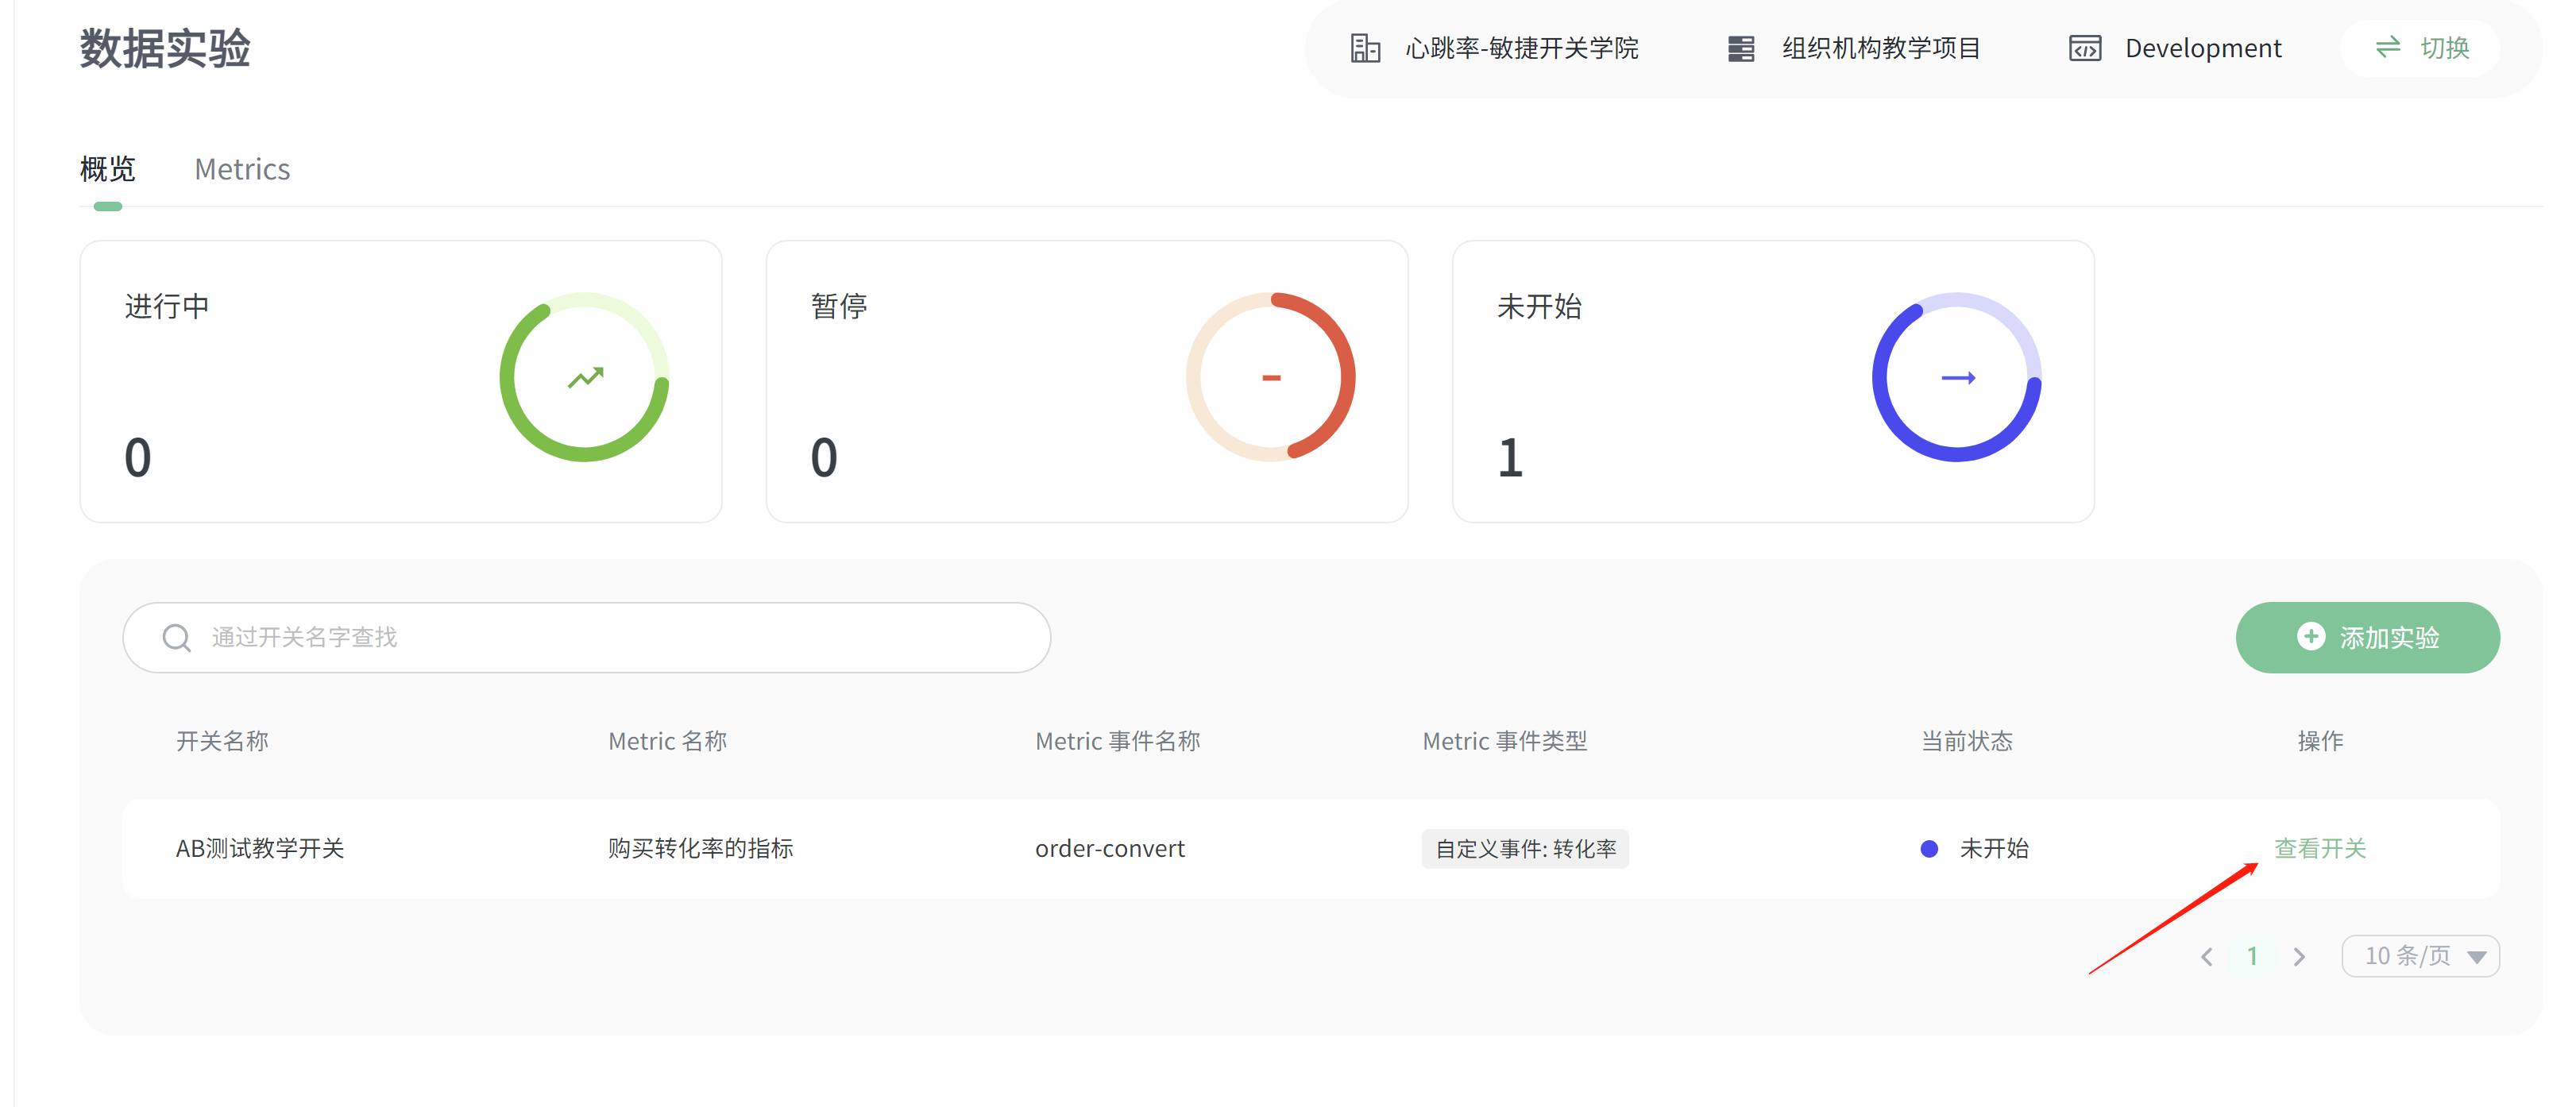 数据实验
心跳率-敏捷开关学院
组织机构教学项目
Development
切换
概览
Metrics
进行中
0
暂停
0
未开始
1
通过开关名字查找
添加实验
开关名称
Metric 名称
Metric 事件名称
Metric 事件类型
当前状态
操作
AB测试教学开关
购买转化率的指标
order-convert
自定义事件: 转化率
未开始
查看开关
1
10 条/页